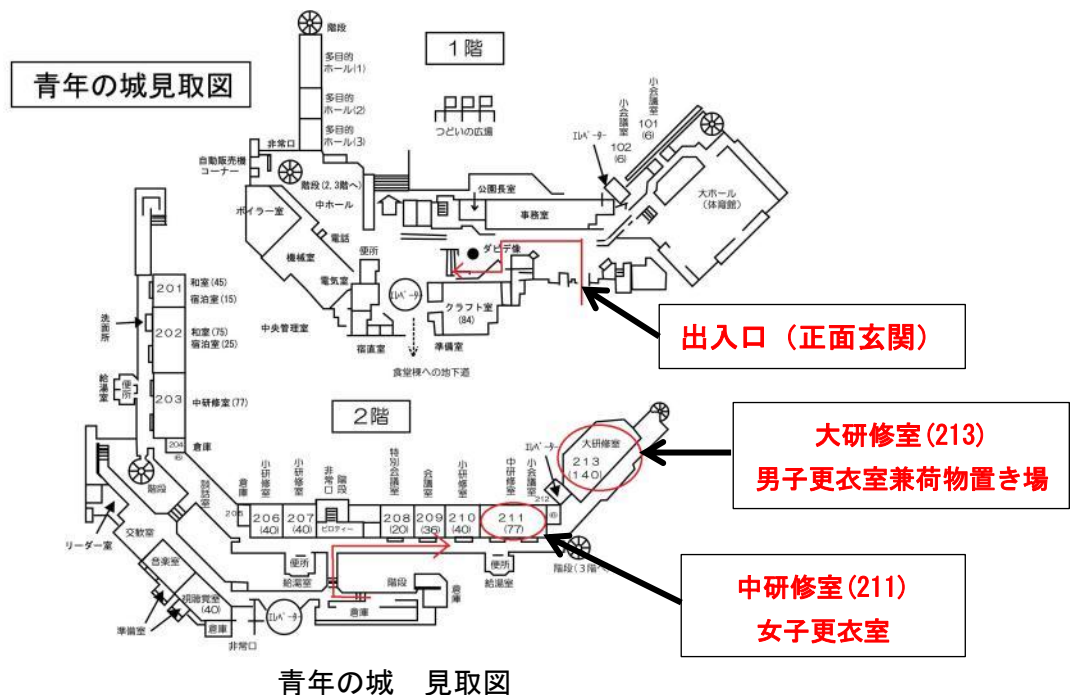 青年の城見取図
1階
階段
多目的
ホール(1)
多目的
ホール(2)
多目的
ホール(3)
つどいの広場
小会議室
101
(6)
小会議室
102
(6)
ｴﾚﾍﾞｰﾀｰ
大ホール
(体育館)
非常口
自動販売機
コーナー
階段(2,3階へ)
中ホール
公園長室
事務室
ボイラー室
電話
機械室
便所
ダビデ像
電気室
ｴﾚﾍﾞｰﾀｰ
クラフト室
(84)
中央管理室
宿直室
準備室
食堂棟への地下道
出入口（正面玄関）
2階
201
和室(45)
宿泊室(15)
洗面所
202
和室(75)
宿泊室(25)
給湯室
便所
203
中研修室(77)
204
(6)
倉庫
階段
談話室
リーダー室
交歓室
音楽室
視聴覚室
(40)
準備室
倉庫
非常口
ｴﾚﾍﾞｰﾀｰ
倉庫
205
小研修室
206
(40)
小研修室
207
(40)
非常口
階段
ピロティー
特別会議室
208
(20)
会議室
209
(36)
小研修室
210
(40)
中研修室
211
(77)
小会議室
212
(6)
ｴﾚﾍﾞｰﾀｰ
大研修室
213
(140)
便所
給湯室
階段
倉庫
倉庫
便所
給湯室
階段(3階へ)
大研修室(213)
男子更衣室兼荷物置き場
中研修室(211)
女子更衣室
青年の城　見取図